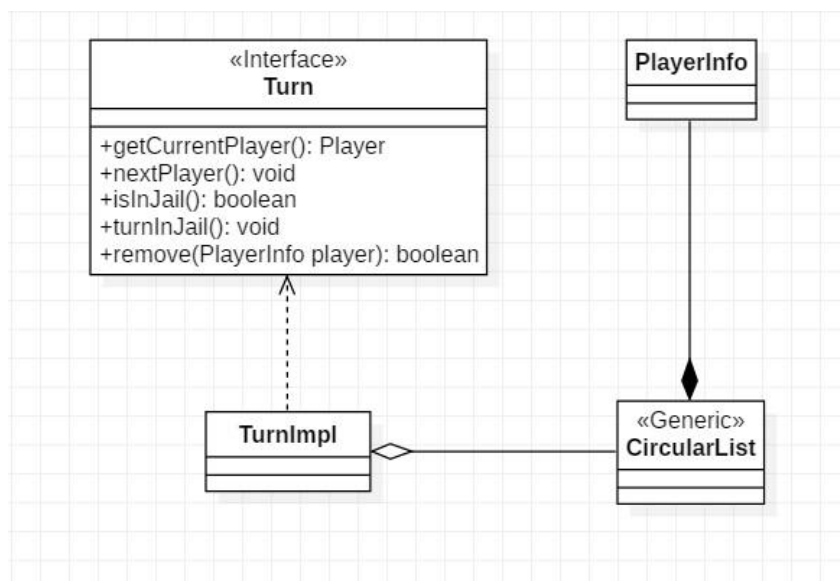 «Interface»
Turn
+getCurrentPlayer(): Player
+nextPlayer(): void
+isInJail(): boolean
+turnInJail(): void
+remove(PlayerInfo player): boolean
PlayerInfo
TurnImpl
«Generic»
CircularList